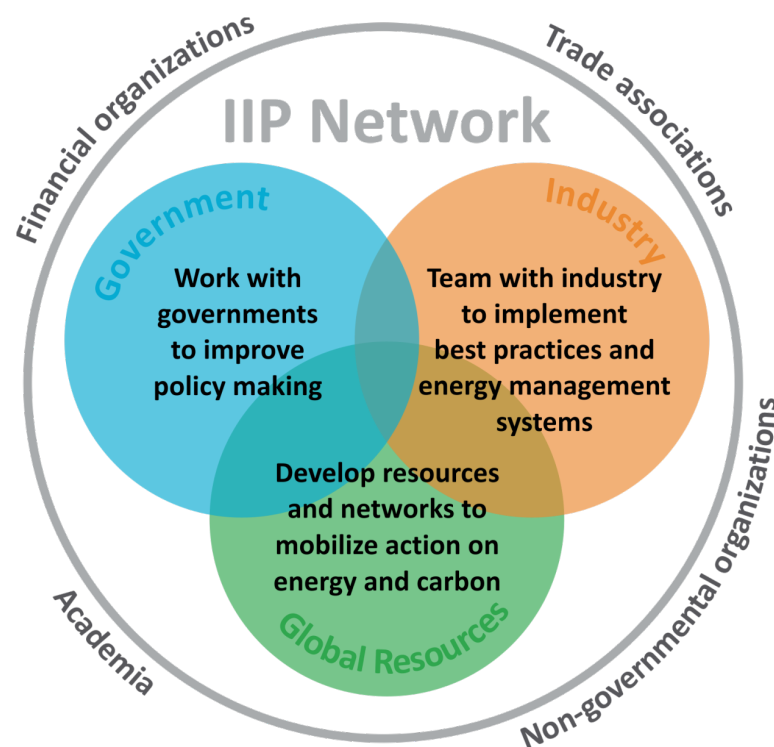 Financial organizations
Trade associations
IIP Network
Government
Industry
Work with
governments
to improve
policy making
Team with industry
to implement
best practices and
energy management
systems
Develop resources
and networks to
mobilize action on
energy and carbon
Global Resources
Academia
Non-governmental organizations